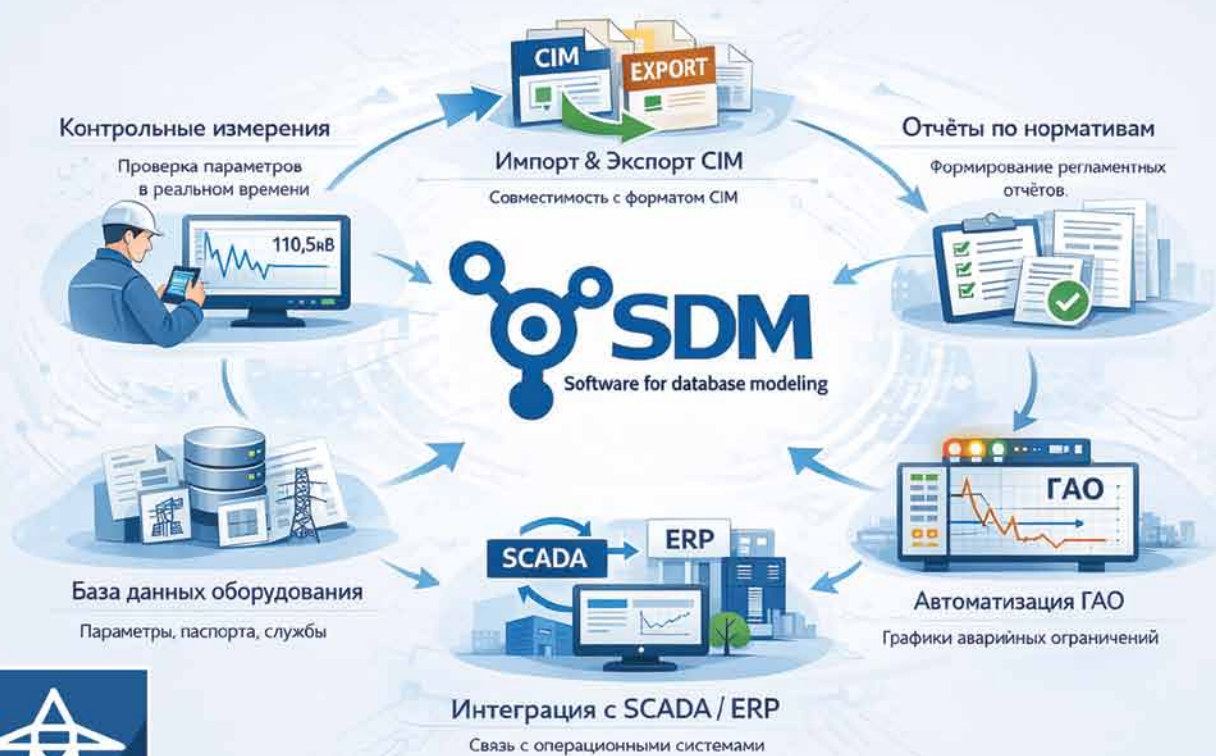 CIM
EXPORT
Импорт & Экспорт CIM
Совместимость с форматом CIM
Контрольные измерения
Проверка параметров
в реальном времени
110,5кВ
Отчёты по нормативам
Формирование регламентных
отчётов.
SDM
Software for database modeling
База данных оборудования
Параметры, паспорта, службы
SCADA
ERP
Интеграция с SCADA / ERP
Связь с операционными системами
ГАО
Автоматизация ГАО
Графики аварийных ограничений